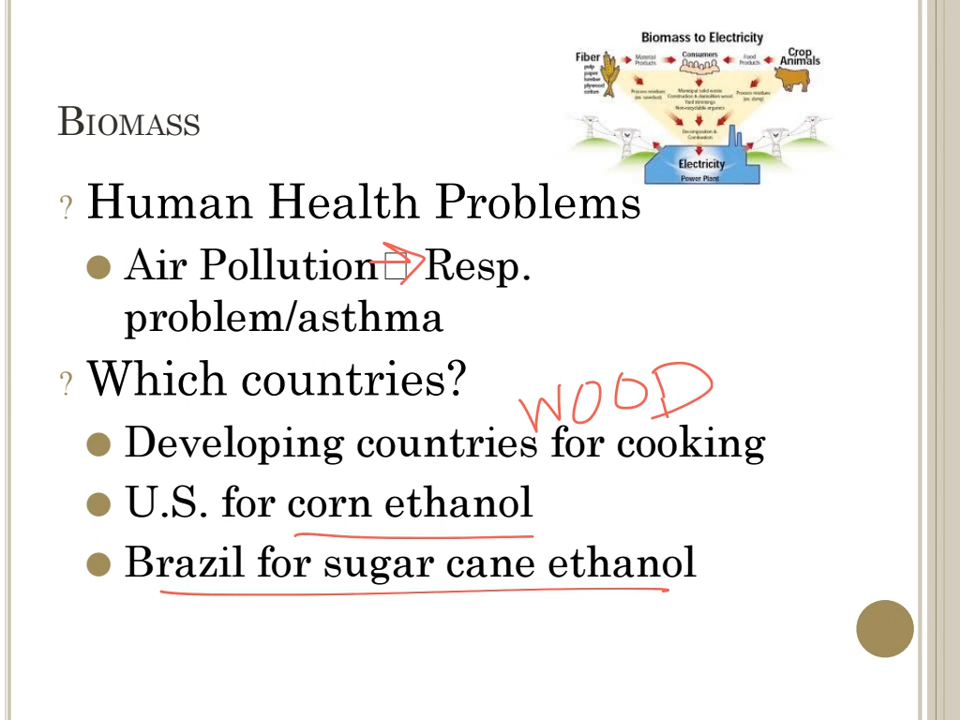 Biomass to Electricity
Fiber
pulp
paper
lumber
plywood
cotton
Material
Products
Consumers
Food
Products
Crop
Animals
Process residues
Municipal solid waste
Construction & demolition wood
Yard trimmings
Non-recyclable organics
Process residues
(ex. dung)
Decomposition &
Combustion
Electricity
Power Plant
BIOMASS
? Human Health Problems
Air Pollution□ Resp.
problem/asthma
? Which countries?
WOOD
Developing countries for cooking
U.S. for corn ethanol
Brazil for sugar cane ethanol